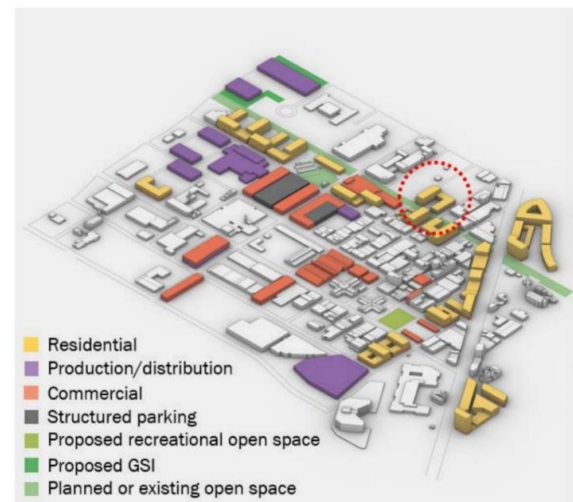 Residential
Production/distribution
Commercial
Structured parking
Proposed recreational open space
Proposed GSI
Planned or existing open space